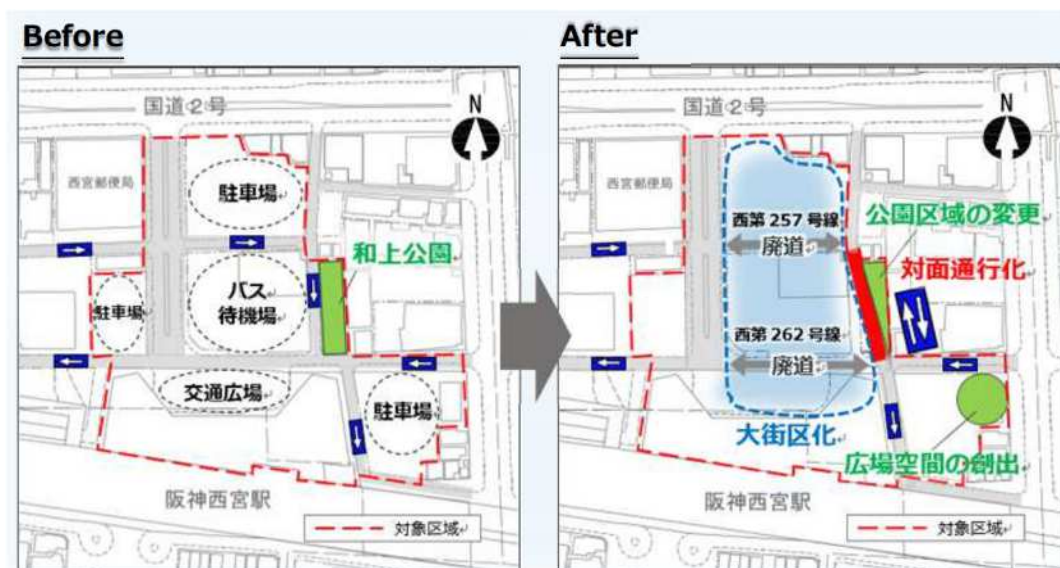 Before
国道2号
N
西宮郵便局
駐車場
和上公園
駐車場
バス
待機場
交通広場
駐車場
阪神西宮駅
対象区域
After
国道2号
N
西宮郵便局
西第257号線
廃道
公園区域の変更
対面通行化
西第262号線
廃道
大街区化
広場空間の創出
阪神西宮駅
対象区域